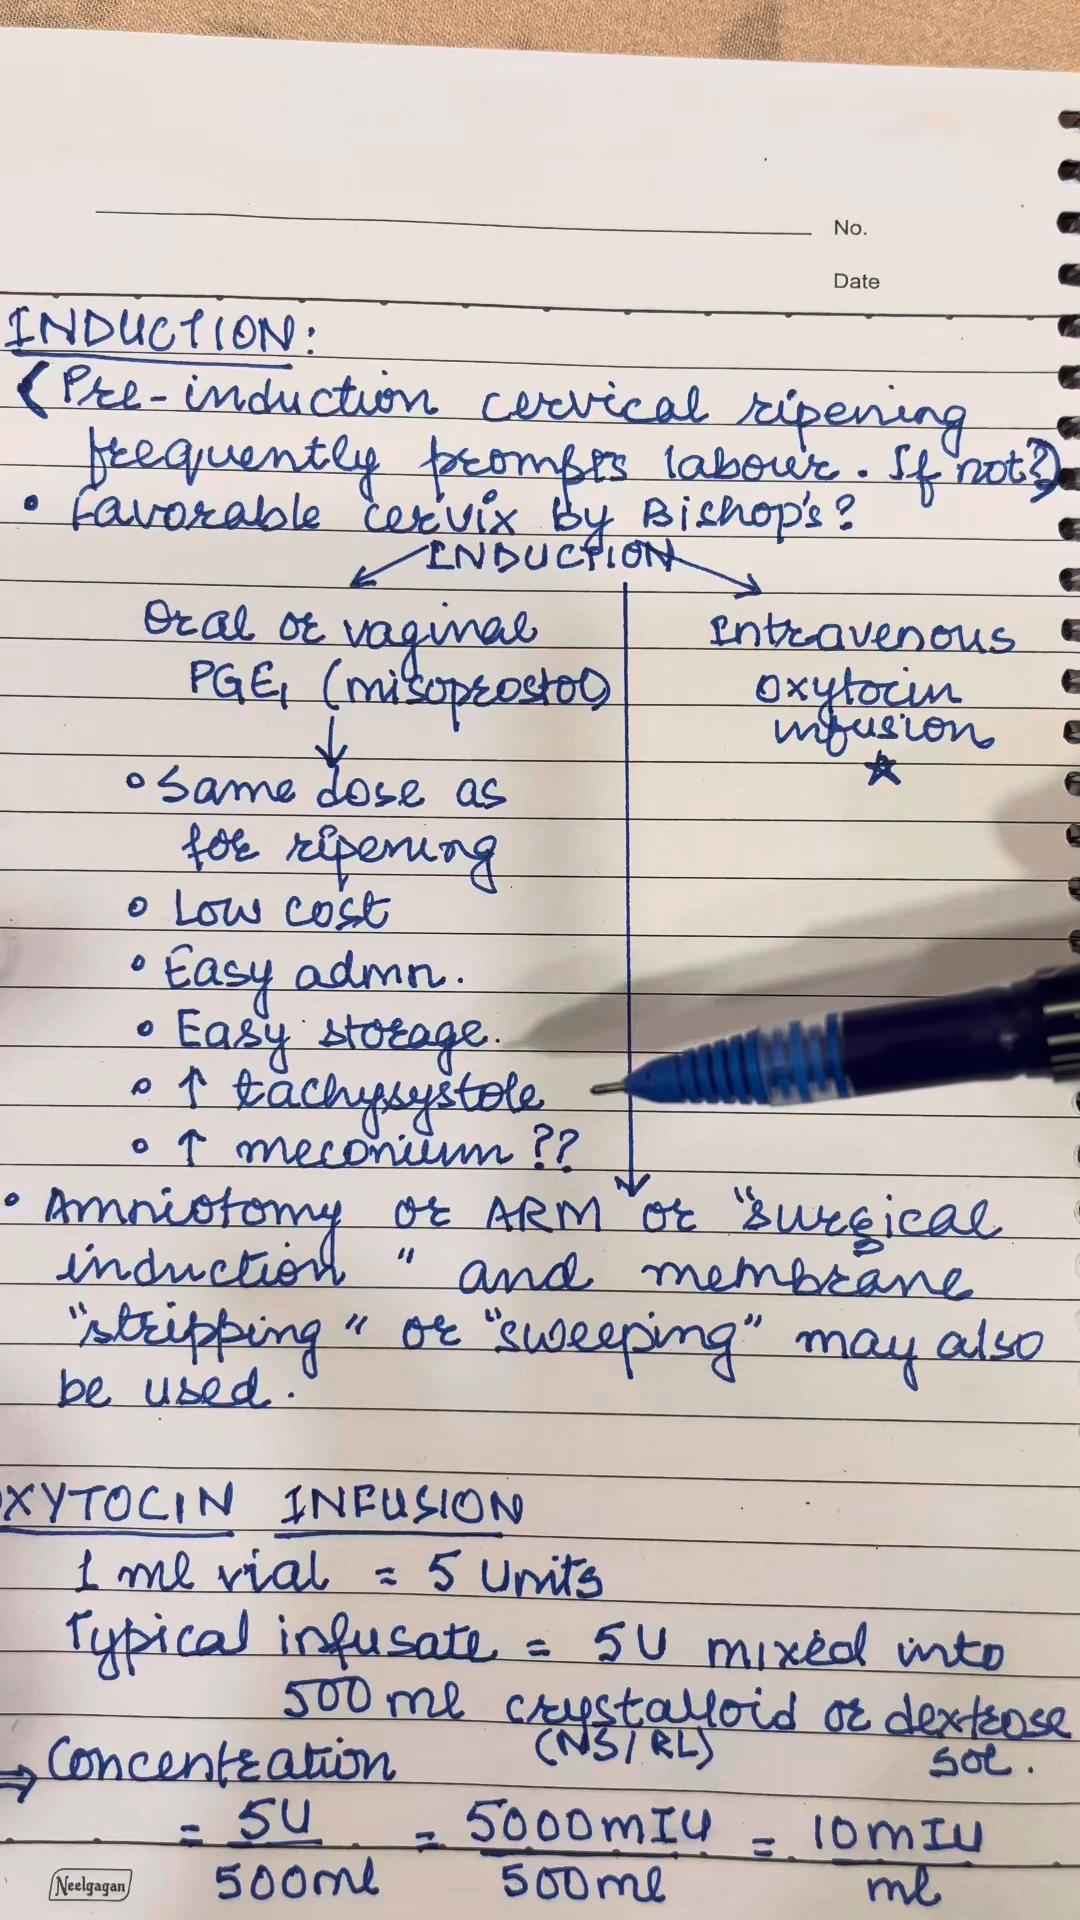 No.
Date
INDUCTION:
(Pre-induction cervical ripening
frequently prompts labour. If not?)
• Favorable cervix by Bishop's?
INDUCTION
Oral or vaginal
PGE1 (misoprostol)
Intravenous
oxytocin
infusion
• Same dose as
for ripening
• Low cost
• Easy admn.
• Easy storage.
• ↑ tachysystole
• ↑ meconium ??
• Amniotomy or ARM or "surgical
induction" and membrane
"stripping" or "sweeping" may also
be used.
XYTOCIN INFUSION
1 ml vial = 5 Units
Typical infusate = 5U mixed into
500 ml crystalloid or dextrose
(NS/RL) sol.
⇒ Concentration
= 5U/500ml = 5000mIU/500ml = 10mIU/ml
Neelgagan